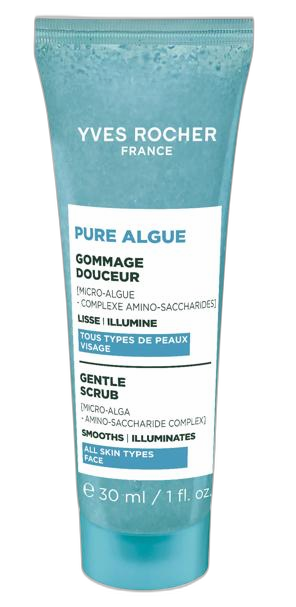 YVES ROCHER
FRANCE
PURE ALGUE
GOMMAGE
DOUCEUR
[MICRO-ALGUE
- COMPLEXE AMINO-SACCHARIDES]
LISSE | ILLUMINE
TOUS TYPES DE PEAUX
VISAGE
GENTLE
SCRUB
[MICRO-ALGA
- AMINO-SACCHARIDE COMPLEX]
SMOOTHS | ILLUMINATES
ALL SKIN TYPES
FACE
℮ 30 ml / 1 fl. oz.